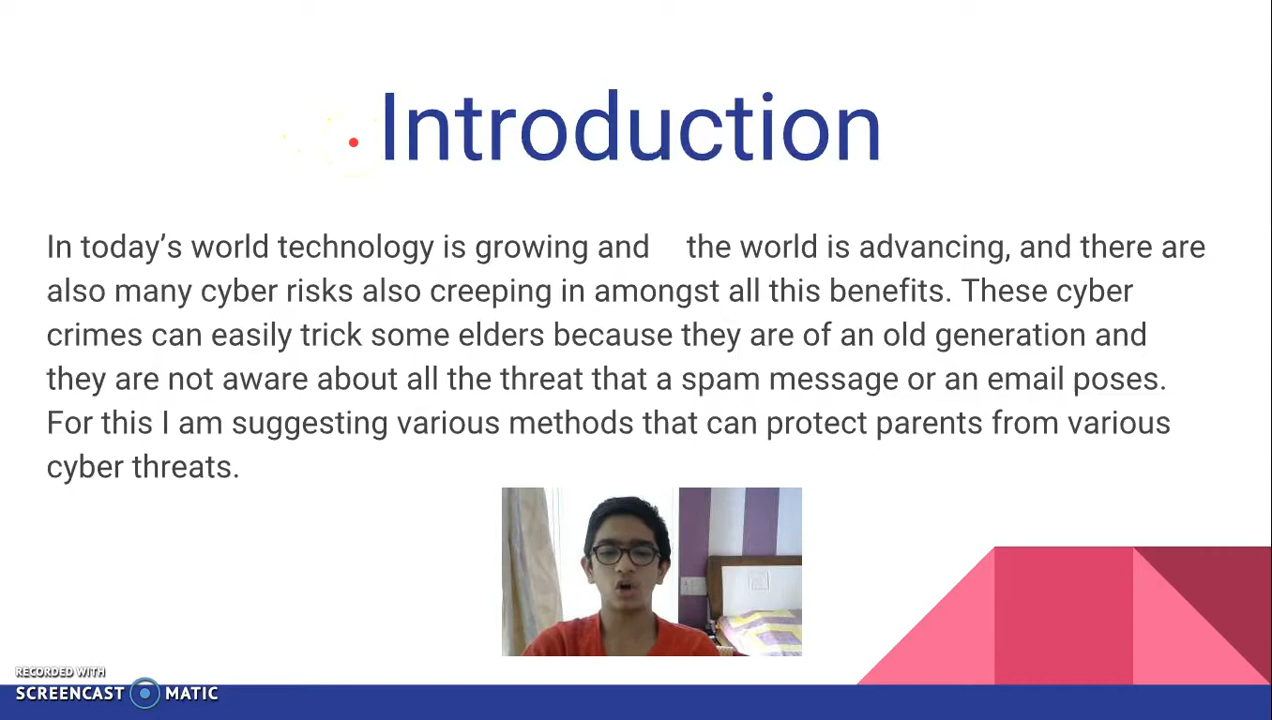 Introduction
In today’s world technology is growing and the world is advancing, and there are
also many cyber risks also creeping in amongst all this benefits. These cyber
crimes can easily trick some elders because they are of an old generation and
they are not aware about all the threat that a spam message or an email poses.
For this I am suggesting various methods that can protect parents from various
cyber threats.
RECORDED WITH
SCREENCAST MATIC